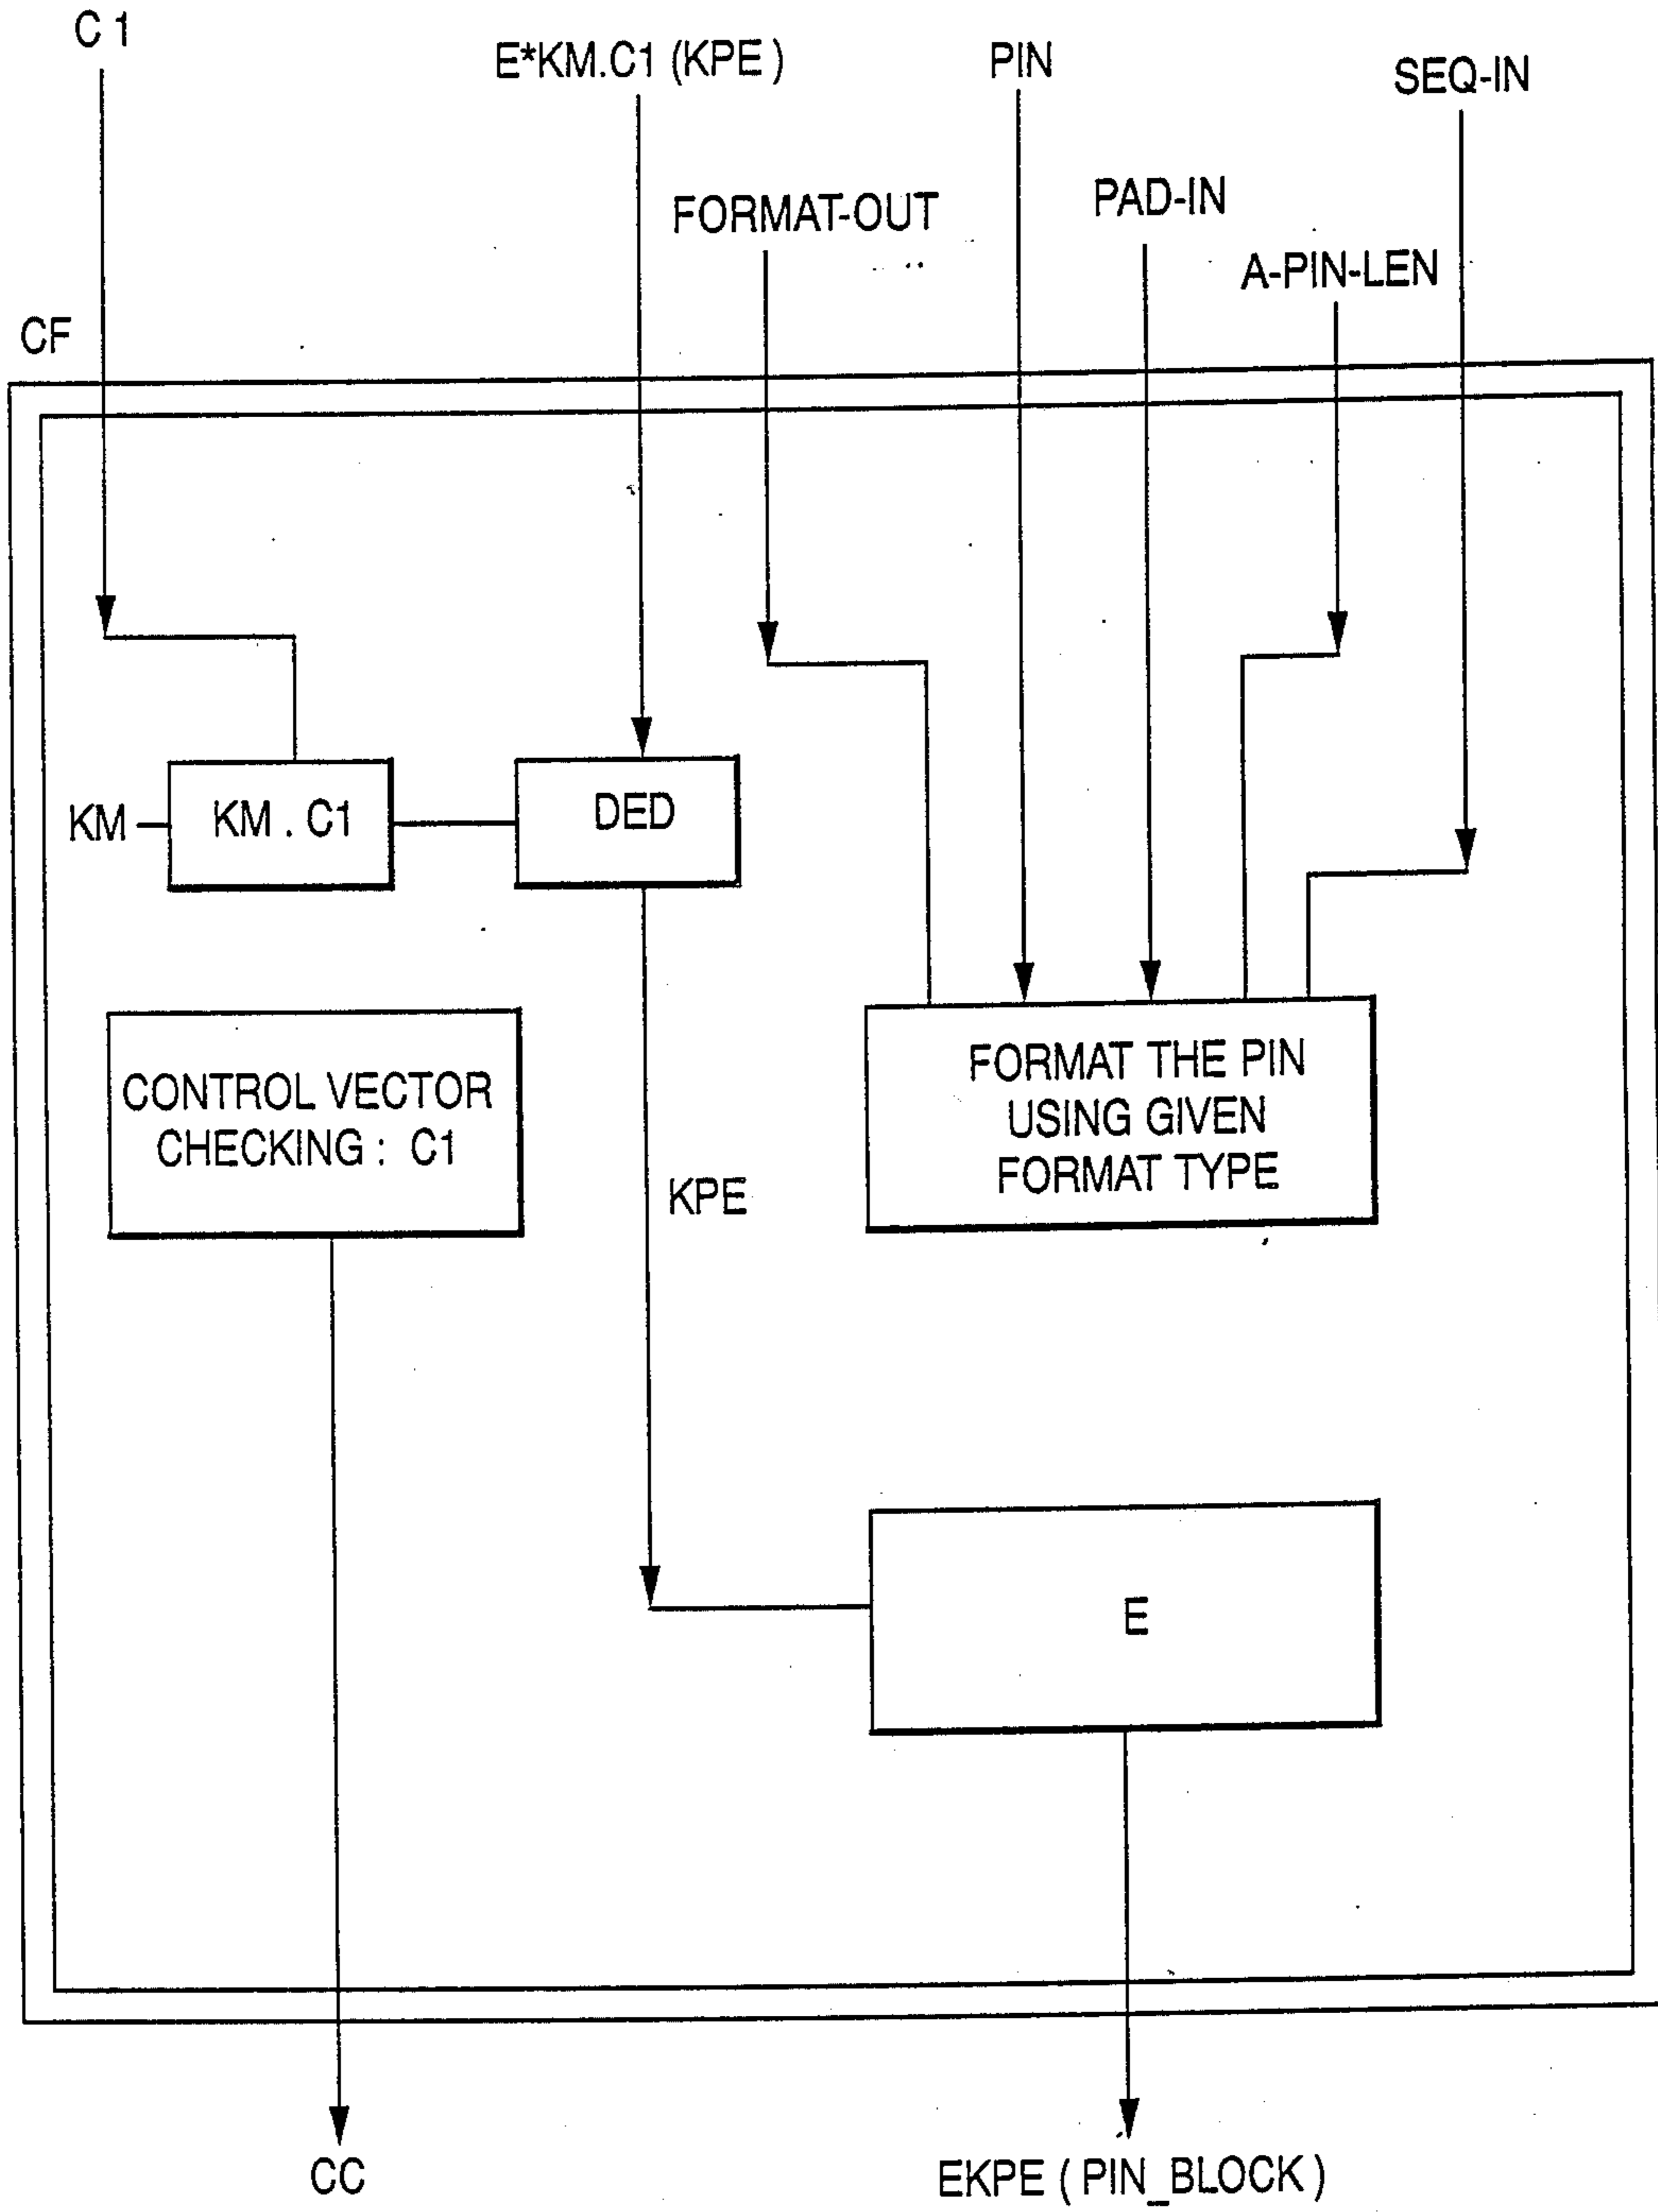 C1
E*KM.C1 (KPE)
PIN
SEQ-IN
FORMAT-OUT
PAD-IN
A-PIN-LEN
CF
KM
KM . C1
DED
CONTROL VECTOR
CHECKING : C1
KPE
FORMAT THE PIN
USING GIVEN
FORMAT TYPE
E
CC
EKPE ( PIN_BLOCK )